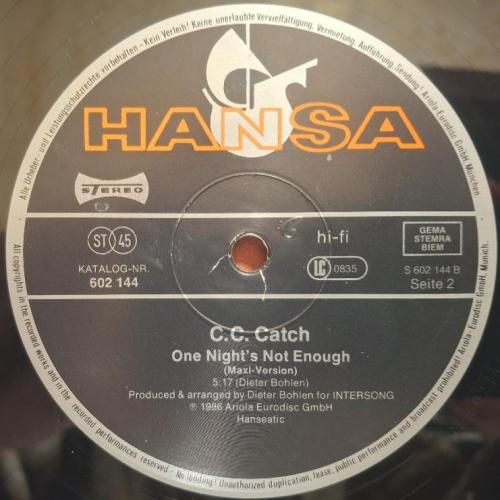 Alle Urheber- und Leistungsschutzrechte vorbehalten - Kein Verleih! Keine unerlaubte Vervielfältigung, Vermietung, Aufführung, Sendung! Ariola-Eurodisc GmbH, München
HANSA
STEREO
ST 45
KATALOG-NR.
602 144
hi-fi
LC 0835
GEMA
STEMRA
BIEM
S 602 144 B
Seite 2
C.C. Catch
One Night's Not Enough
(Maxi-Version)
5:17 (Dieter Bohlen)
Produced & arranged by Dieter Bohlen for INTERSONG
℗ 1986 Ariola Eurodisc GmbH
Hanseatic
All copyrights in the recorded works and in the recorded performances reserved - No lending! Unauthorized duplication, lease, public performance and broadcast prohibited! Ariola- Eurodisc GmbH, Munich.